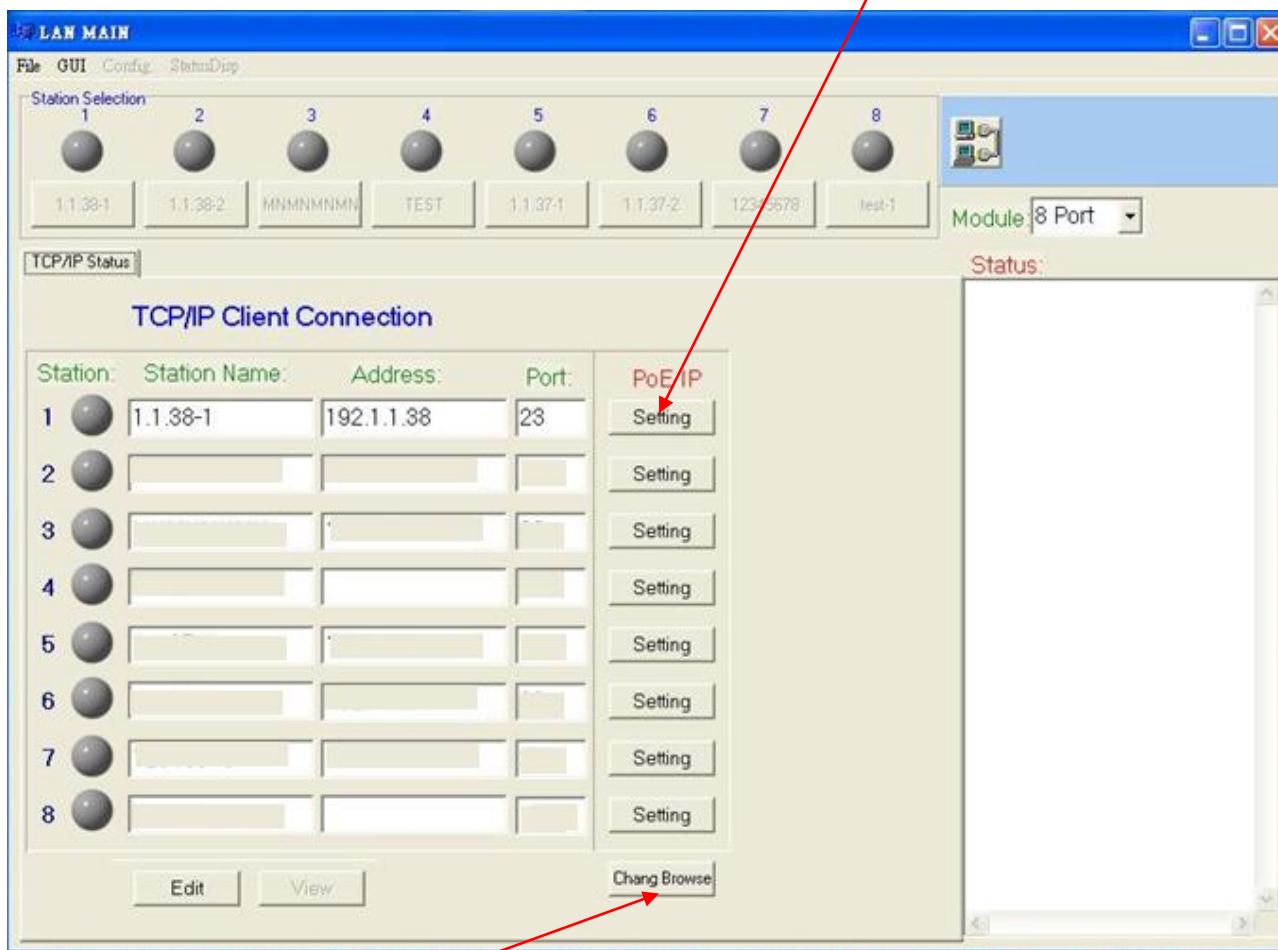 LAN MAIN
File GUI Config StatusDisp
Station Selection
1 2 3 4 5 6 7 8
1.1.38-1 1.1.38-2 MNMNMNMN TEST 1.1.37-1 1.1.37-2 12345678 test-1
Module: 8 Port
TCP/IP Status
Status:
TCP/IP Client Connection
Station: Station Name: Address: Port: PoE IP
1 1.1.38-1 192.1.1.38 23 Setting
2 Setting
3 Setting
4 Setting
5 Setting
6 Setting
7 Setting
8 Setting
Edit View Chang Browse